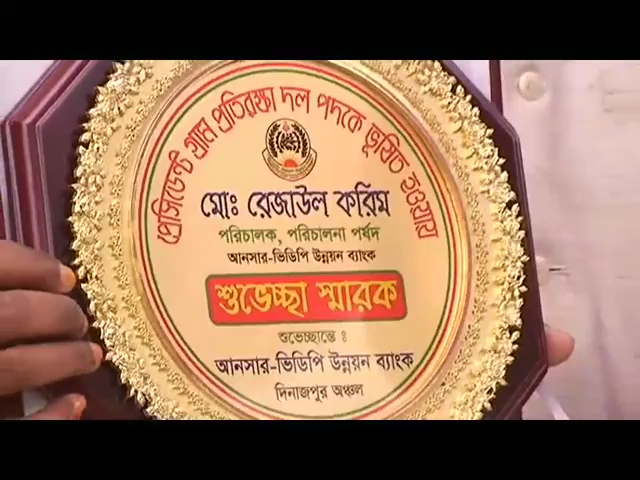 প্রেসিডেন্ট গ্রাম প্রতিরক্ষা দল পদকে ভূষিত হওয়ায়
মোঃ রেজাউল করিম
পরিচালক, পরিচালনা পর্ষদ
আনসার-ভিডিপি উন্নয়ন ব্যাংক
শুভেচ্ছা স্মারক
শুভেচ্ছান্তে :
আনসার-ভিডিপি উন্নয়ন ব্যাংক
দিনাজপুর অঞ্চল